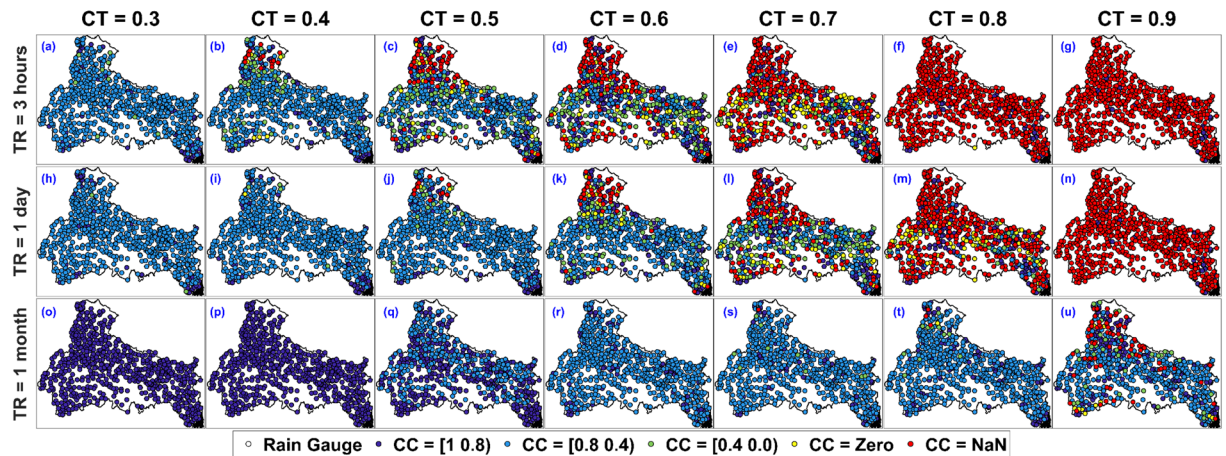 CT = 0.3 CT = 0.4 CT = 0.5 CT = 0.6 CT = 0.7 CT = 0.8 CT = 0.9
TR = 3 hours
(a) (b) (c) (d) (e) (f) (g)
TR = 1 day
(h) (i) (j) (k) (l) (m) (n)
TR = 1 month
(o) (p) (q) (r) (s) (t) (u)
Rain Gauge CC = [1 0.8) CC = [0.8 0.4) CC = [0.4 0.0) CC = Zero CC = NaN